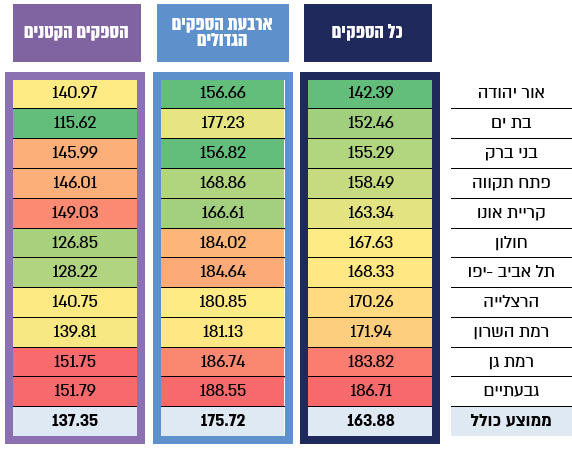 כל הספקים ארבעת הספקים הגדולים הספקים הקטנים
אור יהודה 142.39 156.66 140.97
בת ים 152.46 177.23 115.62
בני ברק 155.29 156.82 145.99
פתח תקווה 158.49 168.86 146.01
קריית אונו 163.34 166.61 149.03
חולון 167.63 184.02 126.85
תל אביב -יפו 168.33 184.64 128.22
הרצלייה 170.26 180.85 140.75
רמת השרון 171.94 181.13 139.81
רמת גן 183.82 186.74 151.75
גבעתיים 186.71 188.55 151.79
ממוצע כולל 163.88 175.72 137.35